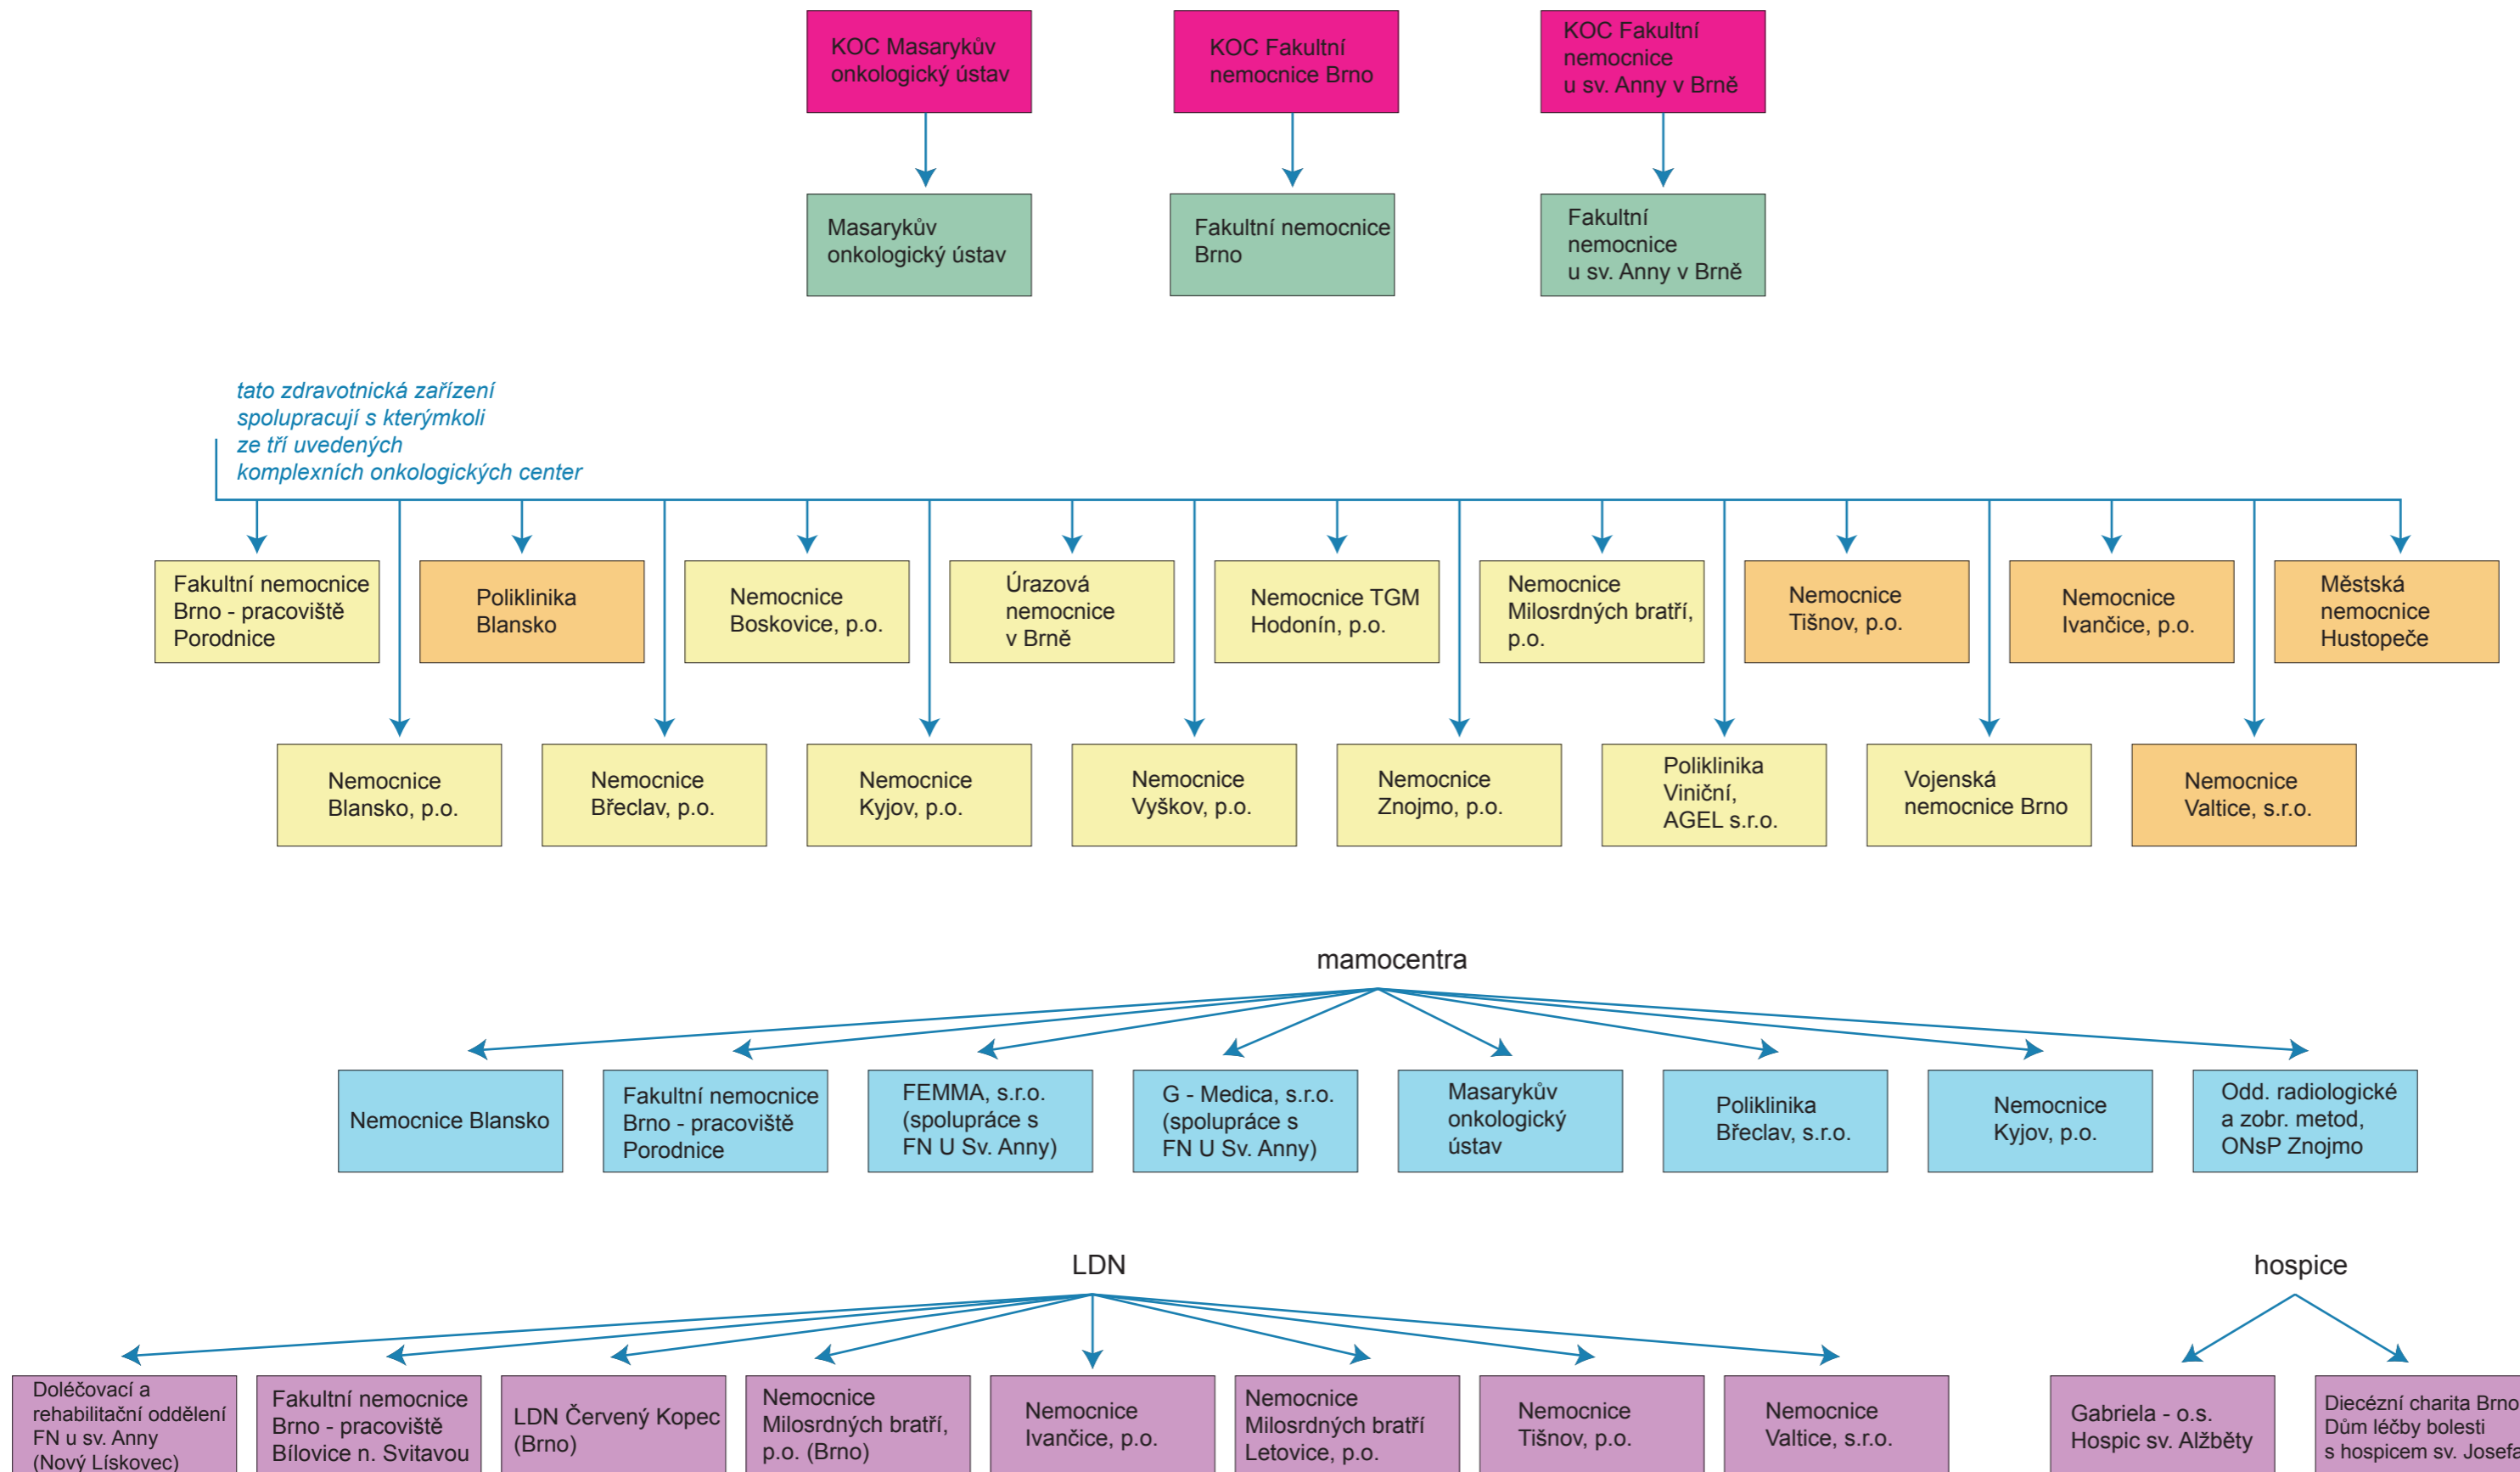 KOC Masarykův
onkologický ústav
KOC Fakultní
nemocnice Brno
KOC Fakultní
nemocnice
u sv. Anny v Brně
Masarykův
onkologický ústav
Fakultní nemocnice
Brno
Fakultní
nemocnice
u sv. Anny v Brně
tato zdravotnická zařízení
spolupracují s kterýmkoli
ze tří uvedených
komplexních onkologických center
Fakultní nemocnice
Brno - pracoviště
Porodnice
Poliklinika
Blansko
Nemocnice
Boskovice, p.o.
Úrazová
nemocnice
v Brně
Nemocnice TGM
Hodonín, p.o.
Nemocnice
Milosrdných bratří,
p.o.
Nemocnice
Tišnov, p.o.
Nemocnice
Ivančice, p.o.
Městská
nemocnice
Hustopeče
Nemocnice
Blansko, p.o.
Nemocnice
Břeclav, p.o.
Nemocnice
Kyjov, p.o.
Nemocnice
Vyškov, p.o.
Nemocnice
Znojmo, p.o.
Poliklinika
Viniční,
AGEL s.r.o.
Vojenská
nemocnice Brno
Nemocnice
Valtice, s.r.o.
mamocentra
Nemocnice Blansko
Fakultní nemocnice
Brno - pracoviště
Porodnice
FEMMA, s.r.o.
(spolupráce s
FN U Sv. Anny)
G - Medica, s.r.o.
(spolupráce s
FN U Sv. Anny)
Masarykův
onkologický
ústav
Poliklinika
Břeclav, s.r.o.
Nemocnice
Kyjov, p.o.
Odd. radiologické
a zobr. metod,
ONsP Znojmo
LDN
Doléčovací a
rehabilitační oddělení
FN u sv. Anny
(Nový Lískovec)
Fakultní nemocnice
Brno - pracoviště
Bílovice n. Svitavou
LDN Červený Kopec
(Brno)
Nemocnice
Milosrdných bratří,
p.o. (Brno)
Nemocnice
Ivančice, p.o.
Nemocnice
Milosrdných bratří
Letovice, p.o.
Nemocnice
Tišnov, p.o.
Nemocnice
Valtice, s.r.o.
hospice
Gabriela - o.s.
Hospic sv. Alžběty
Diecézní charita Brno
Dům léčby bolesti
s hospicem sv. Josefa